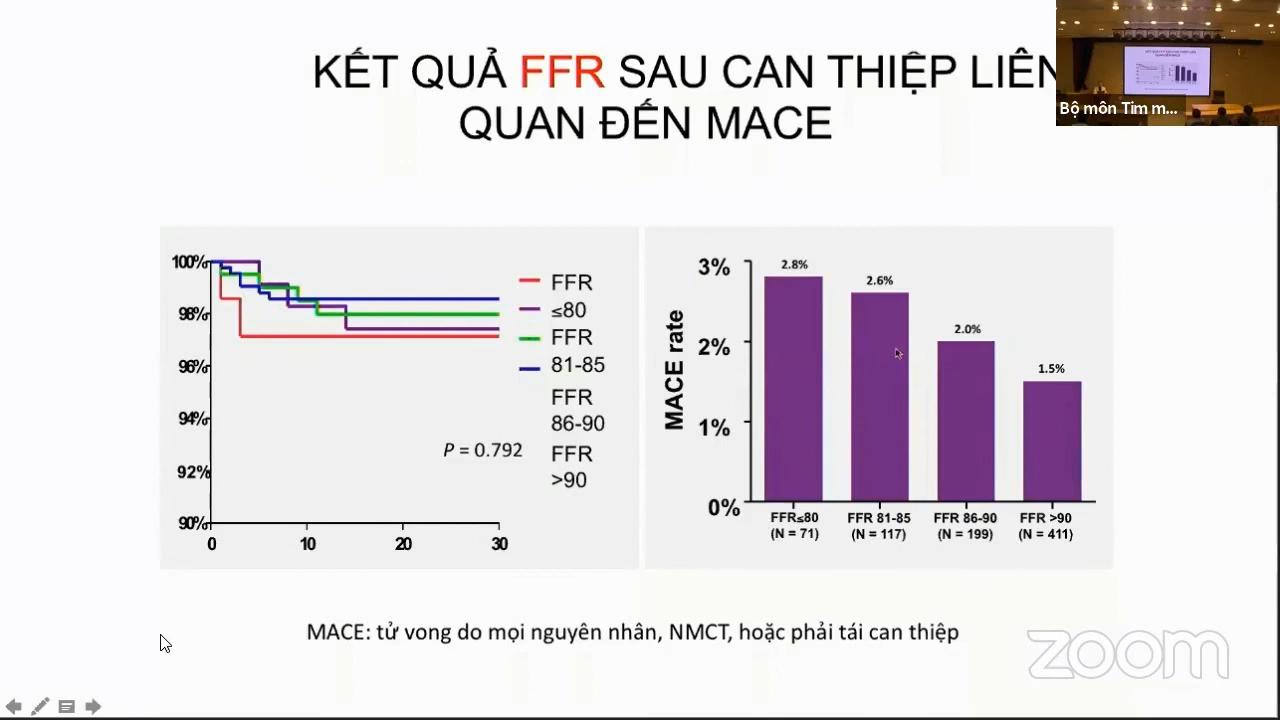 KẾT QUẢ FFR SAU CAN THIỆP LIÊN
QUAN ĐẾN MACE
Bộ môn Tim m...
100%
98%
96%
94%
92%
90%
0
10
20
30
FFR
≤80
FFR
81-85
FFR
86-90
FFR
>90
P = 0.792
MACE rate
3%
2%
1%
0%
2.8%
2.6%
2.0%
1.5%
FFR≤80
(N = 71)
FFR 81-85
(N = 117)
FFR 86-90
(N = 199)
FFR >90
(N = 411)
MACE: tử vong do mọi nguyên nhân, NMCT, hoặc phải tái can thiệp
zoom